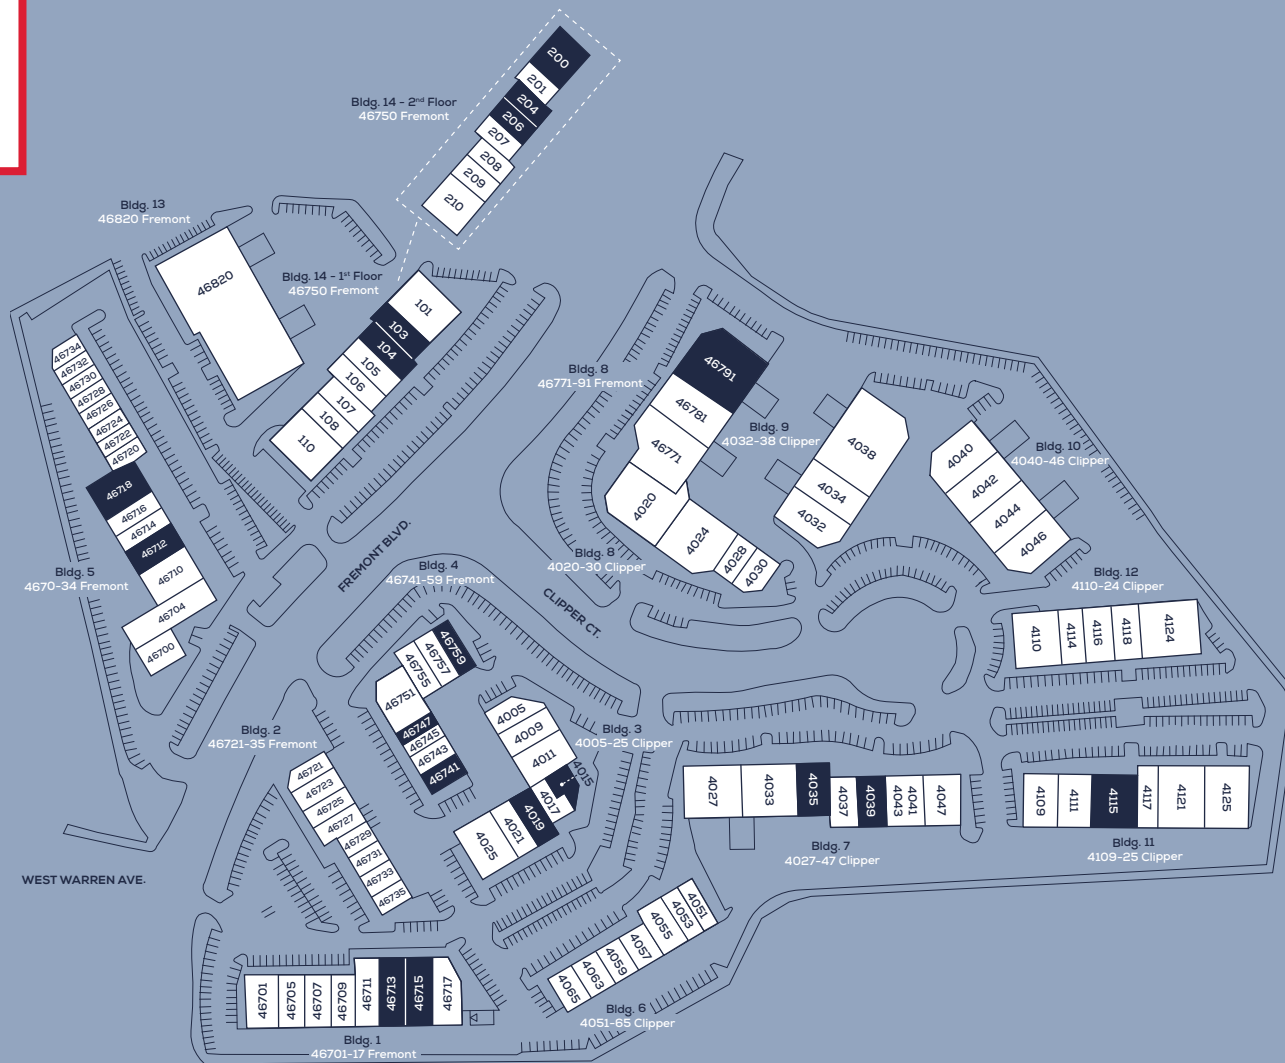 200
201
204
206
207
208
209
210
Bldg. 14 - 2nd Floor
46750 Fremont
Bldg. 13
46820 Fremont
46820
Bldg. 14 - 1st Floor
46750 Fremont
101
103
104
105
106
107
108
110
46734
46732
46730
46728
46726
46724
46722
46720
46718
46716
46714
46712
46710
46704
46700
Bldg. 5
4670-34 Fremont
FREMONT BLVD.
CLIPPER CT.
WEST WARREN AVE.
Bldg. 8
46771-91 Fremont
46791
46781
46771
4020
4024
4028
4030
Bldg. 8
4020-30 Clipper
Bldg. 9
4032-38 Clipper
4038
4034
4032
Bldg. 10
4040-46 Clipper
4040
4042
4044
4046
Bldg. 12
4110-24 Clipper
4110
4114
4116
4118
4124
Bldg. 4
46741-59 Fremont
46759
46757
46755
46751
46747
46745
46743
46741
Bldg. 3
4005-25 Clipper
4005
4009
4011
4015
4017
4019
4021
4025
Bldg. 2
46721-35 Fremont
46721
46723
46725
46727
46729
46731
46733
46735
4027
4033
4035
4037
4039
4043
4041
4047
Bldg. 7
4027-47 Clipper
4109
4111
4115
4117
4121
4125
Bldg. 11
4109-25 Clipper
4051
4053
4055
4057
4059
4063
4065
Bldg. 6
4051-65 Clipper
46701
46705
46707
46709
46711
46713
46715
46717
Bldg. 1
46701-17 Fremont